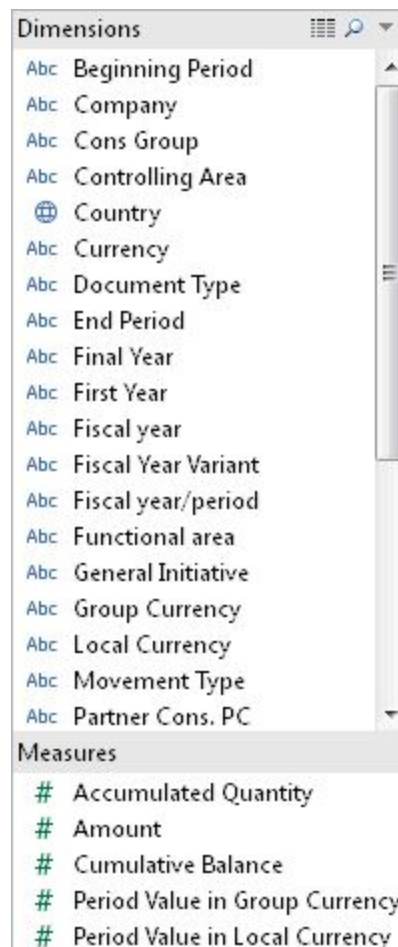 Dimensions
Abc Beginning Period
Abc Company
Abc Cons Group
Abc Controlling Area
Country
Abc Currency
Abc Document Type
Abc End Period
Abc Final Year
Abc First Year
Abc Fiscal year
Abc Fiscal Year Variant
Abc Fiscal year/period
Abc Functional area
Abc General Initiative
Abc Group Currency
Abc Local Currency
Abc Movement Type
Abc Partner Cons. PC
Measures
# Accumulated Quantity
# Amount
# Cumulative Balance
# Period Value in Group Currency
# Period Value in Local Currency